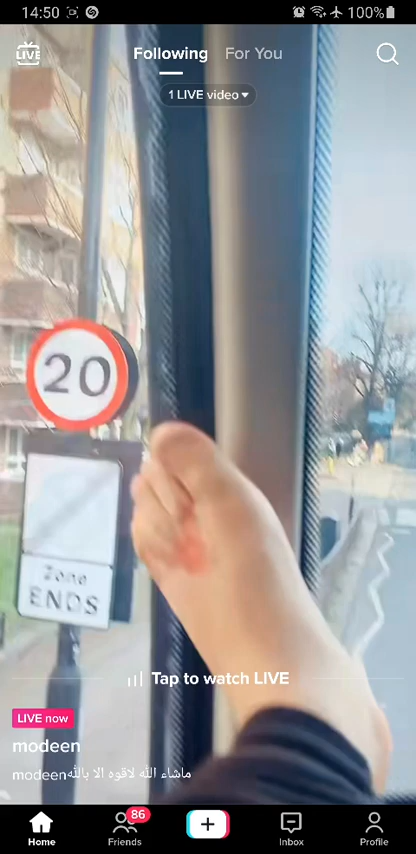 14:50
100%
LIVE
Following For You
1 LIVE video
20
Zone
ENDS
Tap to watch LIVE
LIVE now
modeen
modeenماشاء الله لاقوه الا بالله
86
Home Friends Inbox Profile